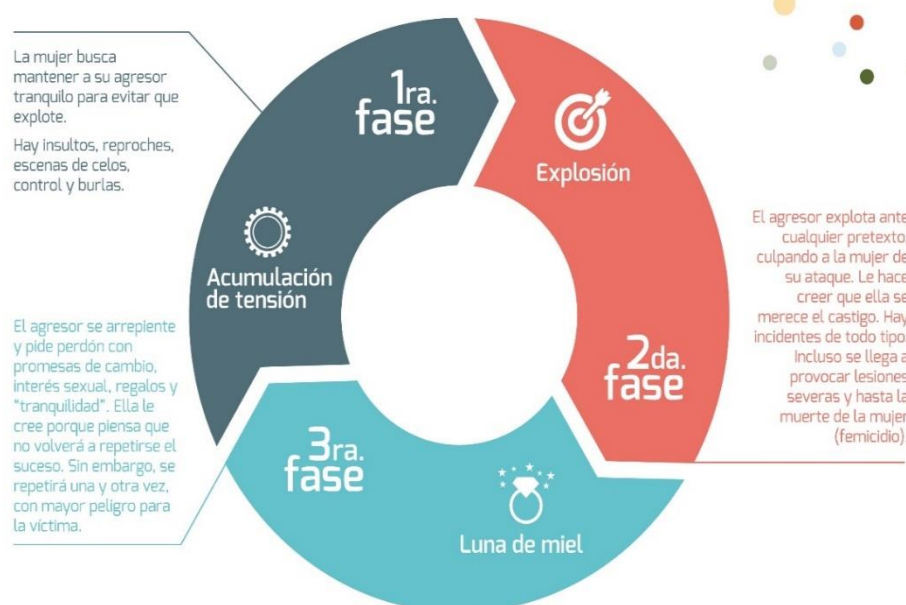 La mujer busca
mantener a su agresor
tranquilo para evitar que
explote.
Hay insultos, reproches,
escenas de celos,
control y burlas.
1ra.
fase
Acumulación
de tensión
Explosión
2da.
fase
El agresor explota ante
cualquier pretexto
culpando a la mujer de
su ataque. Le hace
creer que ella se
merece el castigo. Hay
incidentes de todo tipo.
Incluso se llega a
provocar lesiones
severas y hasta la
muerte de la mujer
(femicidio)
3ra.
fase
Luna de miel
El agresor se arrepiente
y pide perdón con
promesas de cambio,
interés sexual, regalos y
"tranquilidad". Ella le
cree porque piensa que
no volverá a repetirse el
suceso. Sin embargo, se
repetirá una y otra vez,
con mayor peligro para
la víctima.